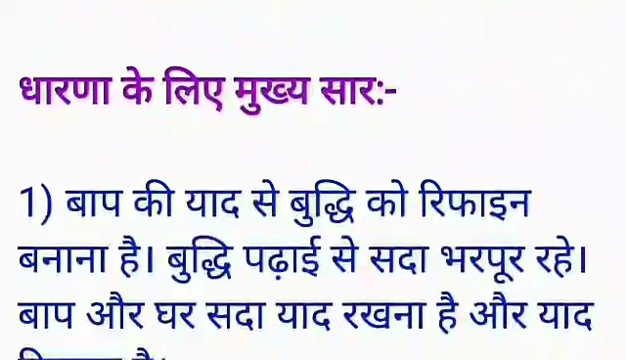 धारणा के लिए मुख्य सार:-
1) बाप की याद से बुद्धि को रिफाइन
बनाना है। बुद्धि पढ़ाई से सदा भरपूर रहे।
बाप और घर सदा याद रखना है और याद